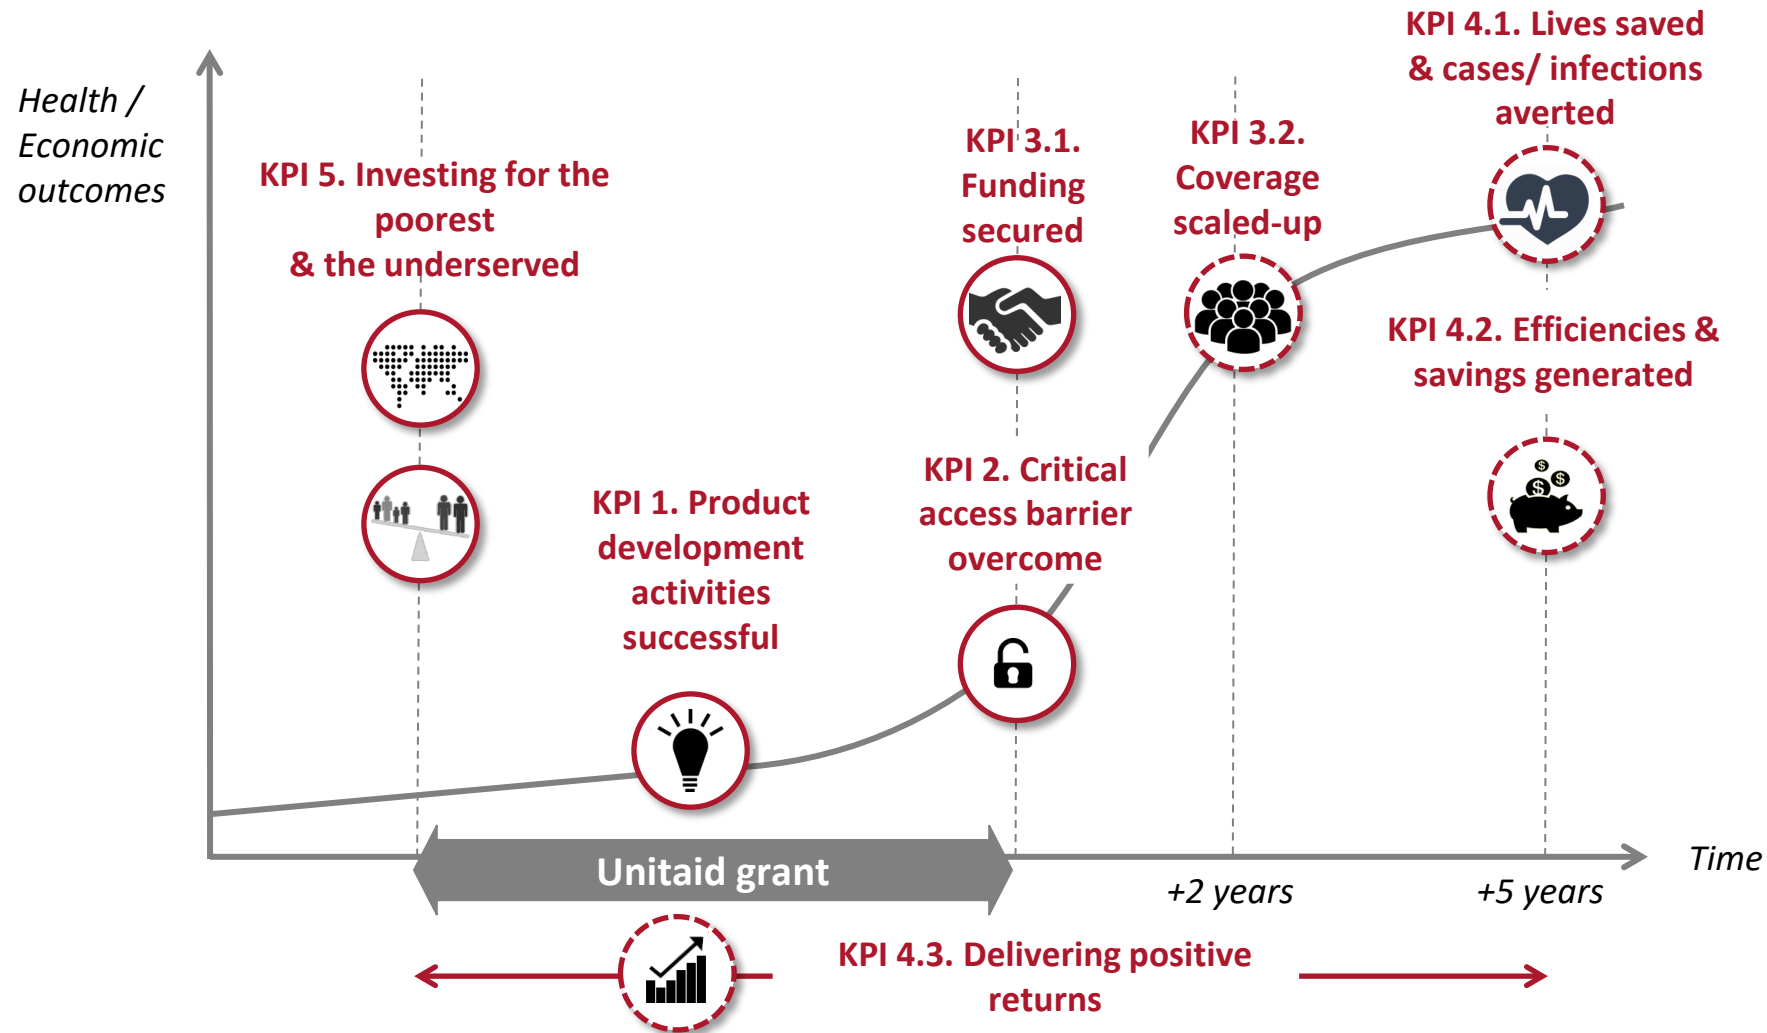 Health /
Economic
outcomes
KPI 5. Investing for the
poorest
& the underserved
KPI 1. Product
development
activities
successful
KPI 3.1.
Funding
secured
KPI 2. Critical
access barrier
overcome
KPI 3.2.
Coverage
scaled-up
KPI 4.1. Lives saved
& cases/ infections
averted
KPI 4.2. Efficiencies &
savings generated
$
$
$
$
Unitaid grant
+2 years
+5 years
Time
KPI 4.3. Delivering positive
returns